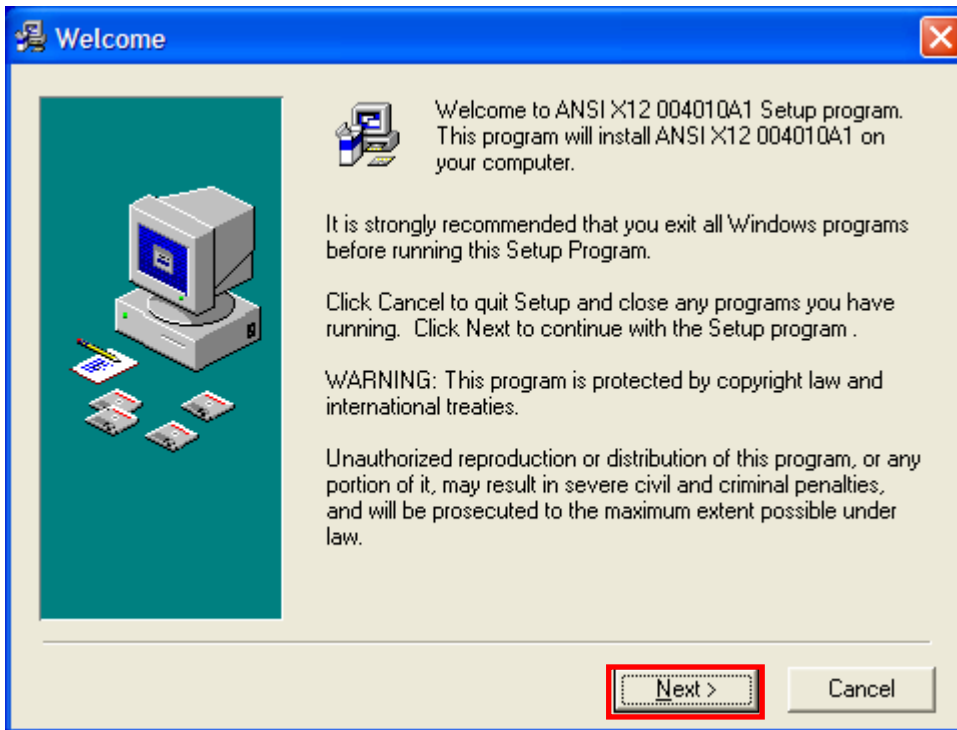 Welcome
Welcome to ANSI X12 004010A1 Setup program.
This program will install ANSI X12 004010A1 on
your computer.
It is strongly recommended that you exit all Windows programs
before running this Setup Program.
Click Cancel to quit Setup and close any programs you have
running. Click Next to continue with the Setup program .
WARNING: This program is protected by copyright law and
international treaties.
Unauthorized reproduction or distribution of this program, or any
portion of it, may result in severe civil and criminal penalties,
and will be prosecuted to the maximum extent possible under
law.
Next >
Cancel